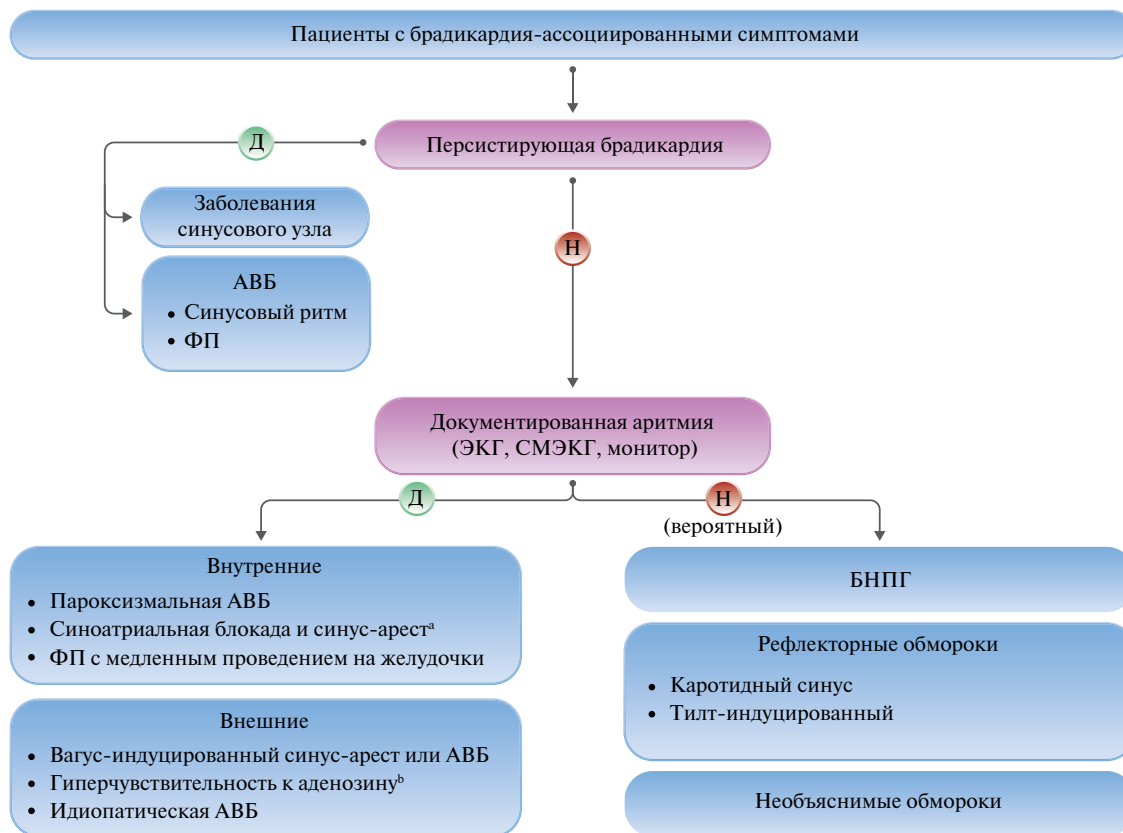 Пациенты с брадикардия-ассоциированными симптомами
Д
Персистирующая брадикардия
Заболевания
синусового узла
Н
АВБ
• Синусовый ритм
• ФП
Документированная аритмия
(ЭКГ, СМЭКГ, монитор)
Д
Н
(вероятный)
Внутренние
• Пароксизмальная АВБ
• Синоатриальная блокада и синус-арестª
• ФП с медленным проведением на желудочки
Внешние
• Вагус-индуцированный синус-арест или АВБ
• Гиперчувствительность к аденозинуᵇ
• Идиопатическая АВБ
БНПГ
Рефлекторные обмороки
• Каротидный синус
• Тилт-индуцированный
Необъяснимые обмороки